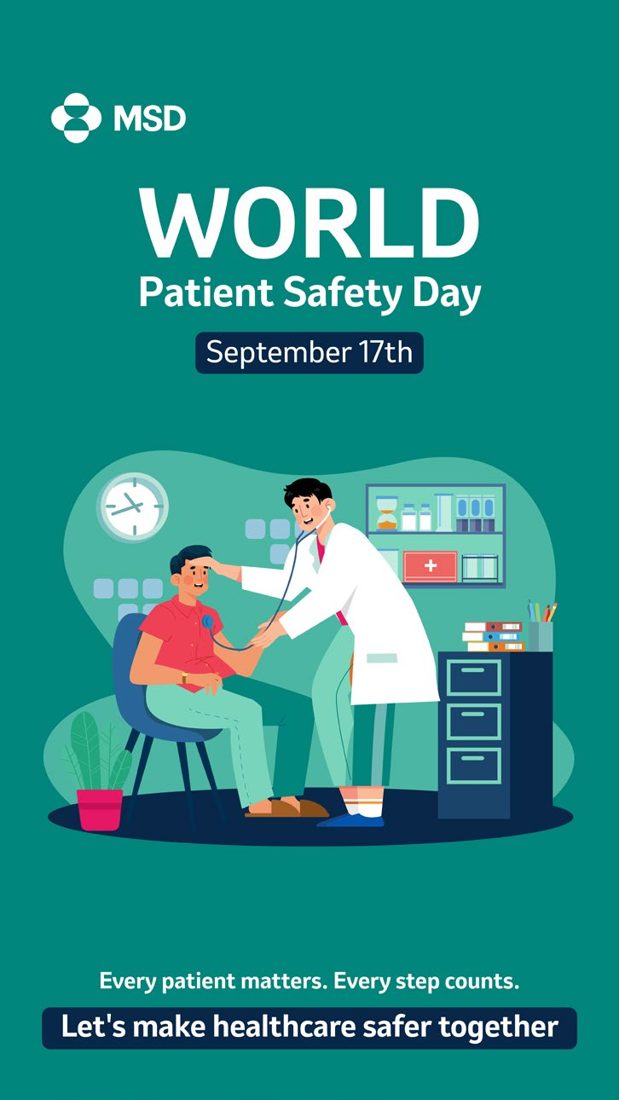 MSD
WORLD
Patient Safety Day
September 17th
Every patient matters. Every step counts.
Let's make healthcare safer together